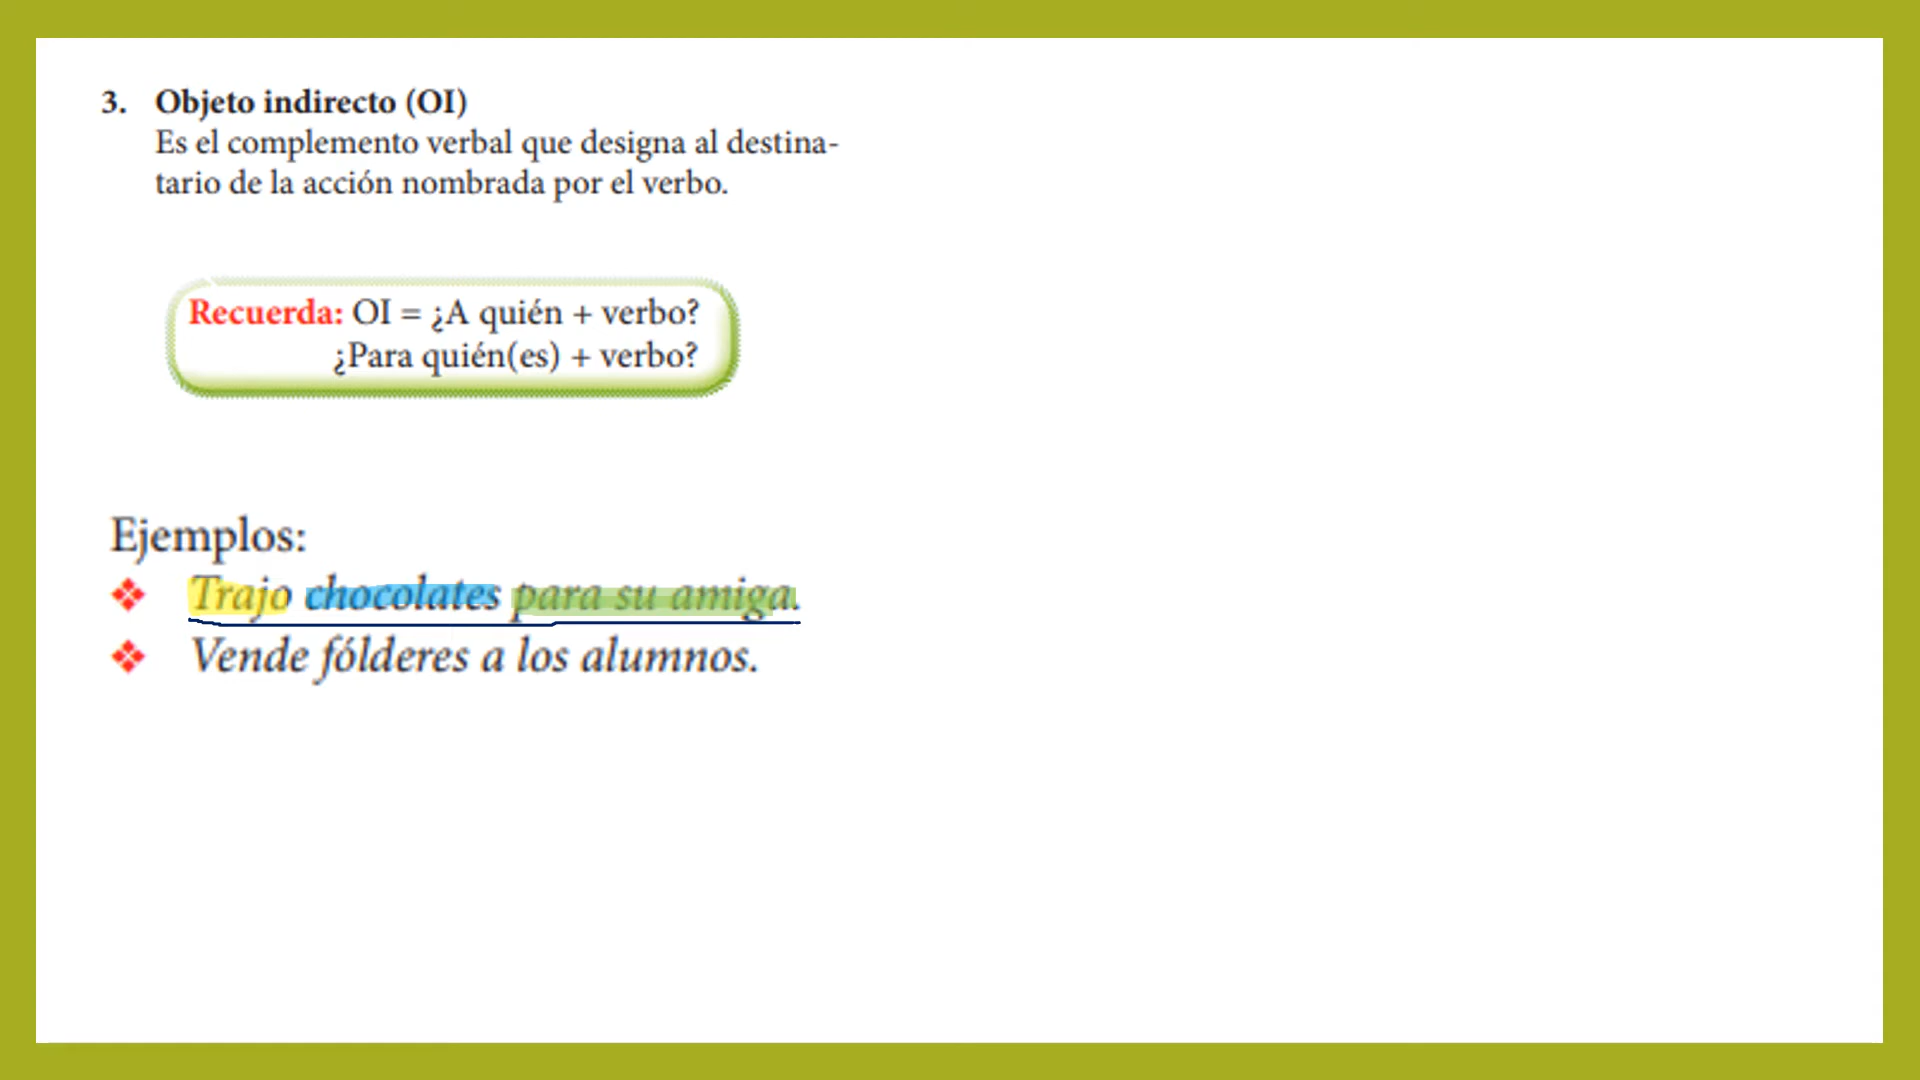 3. Objeto indirecto (OI)
Es el complemento verbal que designa al destina-
tario de la acción nombrada por el verbo.
Recuerda: OI = ¿A quién + verbo?
¿Para quién(es) + verbo?
Ejemplos:
❖ Trajo chocolates para su amiga.
❖ Vende fólderes a los alumnos.